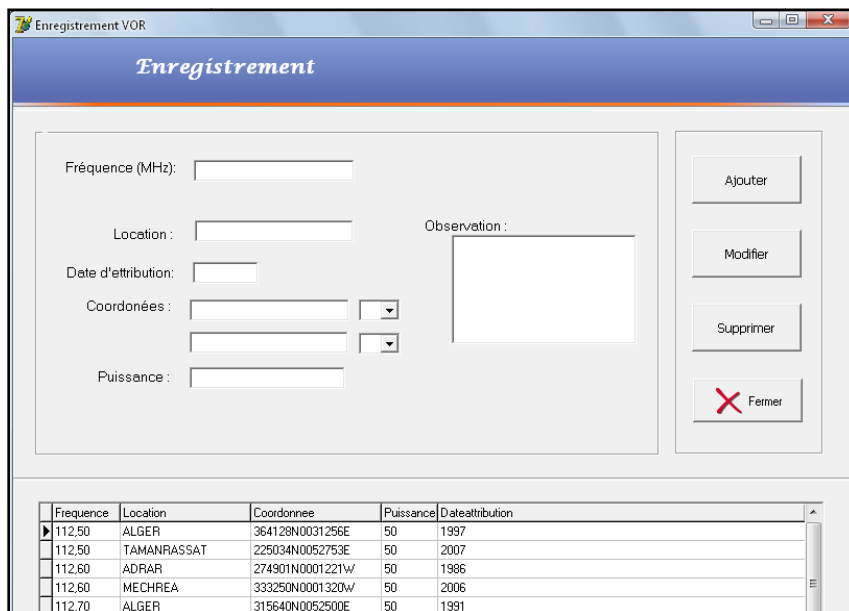 Enregistrement VOR
Enregistrement
Fréquence (MHz):
Location :
Date d'ettribution:
Coordonées :
Puissance :
Observation :
Ajouter
Modifier
Supprimer
Fermer
Frequence Location Coordonnee Puissance Dateattribution
112,50 ALGER 364128N0031256E 50 1997
112,50 TAMANRASSAT 225034N0052753E 50 2007
112,60 ADRAR 274901N0001221W 50 1986
112,60 MECHREA 333250N0001320W 50 2006
112,70 ALGER 315640N0052500E 50 1991